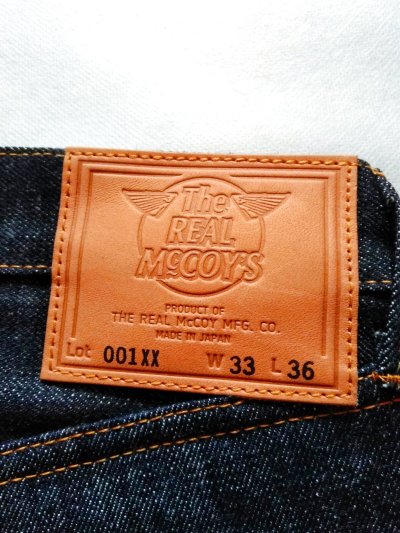 The
REAL
McCOY'S
PRODUCT OF
THE REAL McCOY MFG. CO.
MADE IN JAPAN
Lot 001XX W 33 L 36